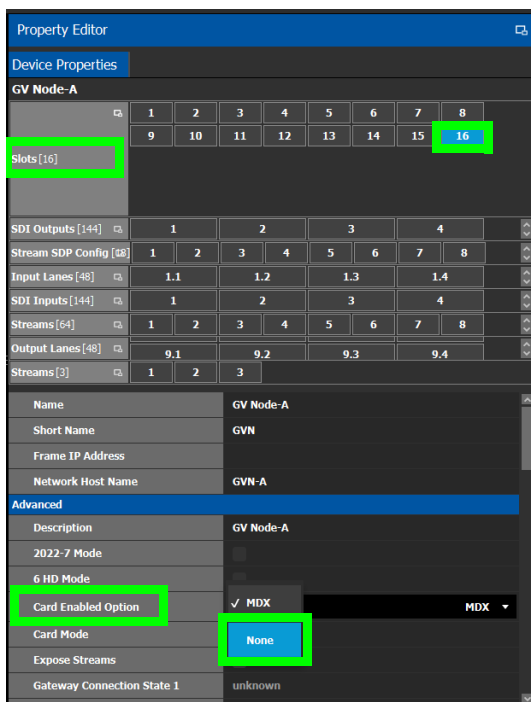 Property Editor
Device Properties
GV Node-A
1 2 3 4 5 6 7 8
9 10 11 12 13 14 15 16
Slots [16]
SDI Outputs [144] 1 2 3 4
Stream SDP Config 1 2 3 4 5 6 7 8
Input Lanes [48] 1.1 1.2 1.3 1.4
SDI Inputs [144] 1 2 3 4
Streams [64] 1 2 3 4 5 6 7 8
Output Lanes [48] 9.1 9.2 9.3 9.4
Streams [3] 1 2 3
Name GV Node-A
Short Name GVN
Frame IP Address
Network Host Name GVN-A
Advanced
Description GV Node-A
2022-7 Mode
6 HD Mode
Card Enabled Option ✓ MDX MDX
Card Mode None
Expose Streams
Gateway Connection State 1 unknown